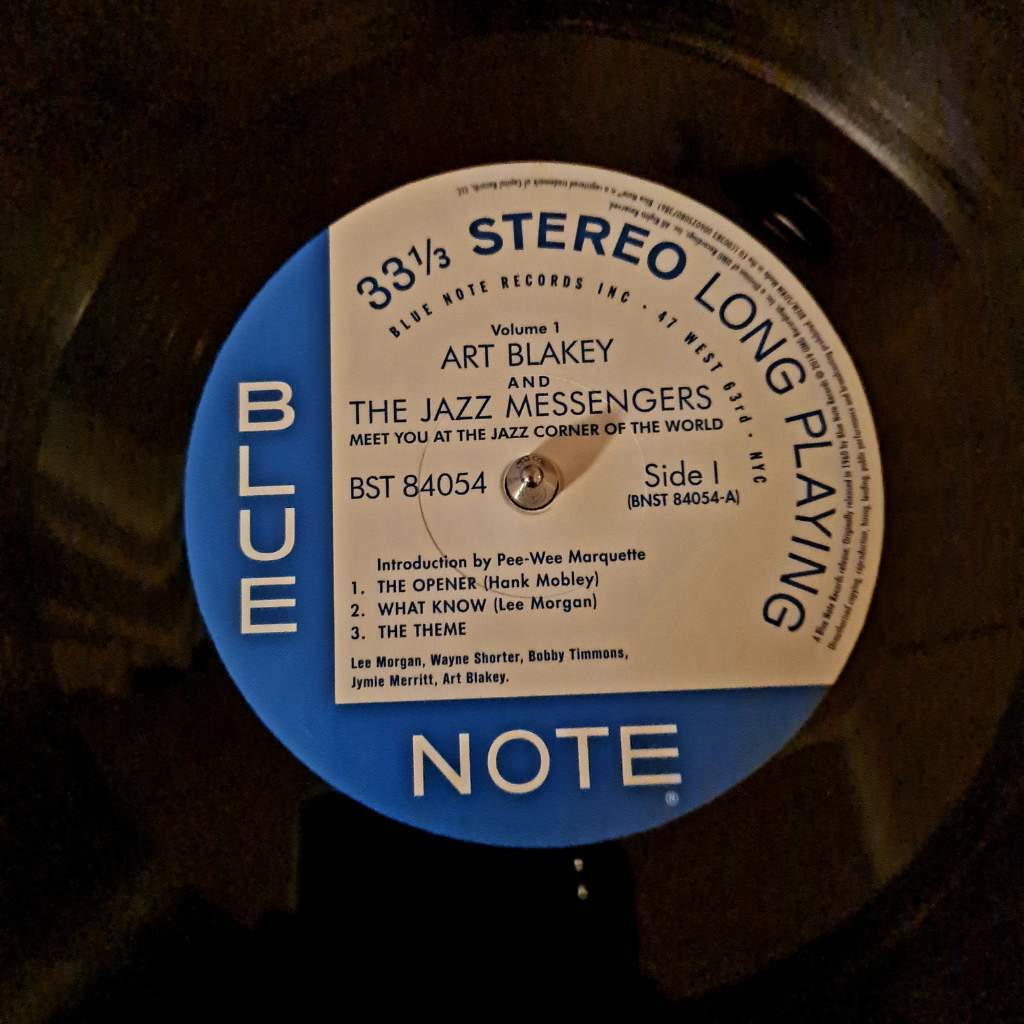 33⅓ STEREO LONG PLAYING
BLUE NOTE RECORDS INC · 47 WEST 63rd · NYC
Volume 1
ART BLAKEY
AND
THE JAZZ MESSENGERS
MEET YOU AT THE JAZZ CORNER OF THE WORLD
BST 84054
Side I
(BNST 84054-A)
Introduction by Pee-Wee Marquette
1. THE OPENER (Hank Mobley)
2. WHAT KNOW (Lee Morgan)
3. THE THEME
Lee Morgan, Wayne Shorter, Bobby Timmons,
Jymie Merritt, Art Blakey.
BLUE
NOTE
®